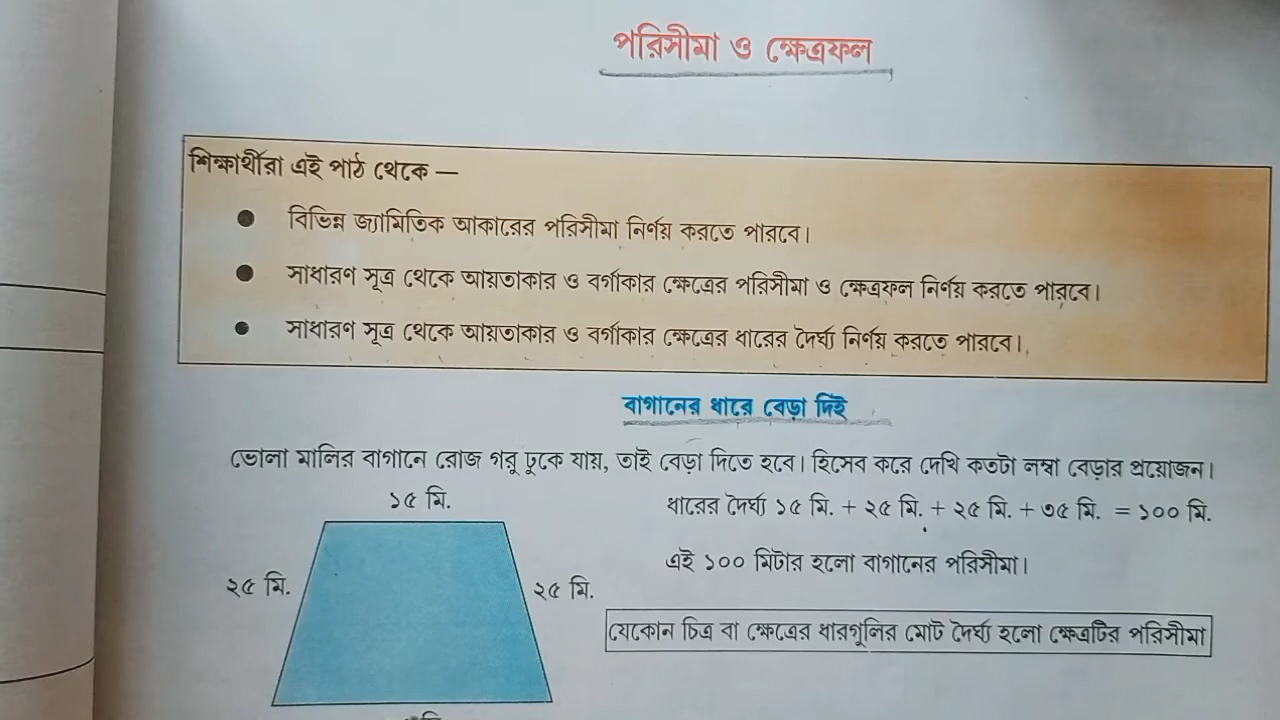 পরিসীমা ও ক্ষেত্রফল
শিক্ষার্থীরা এই পাঠ থেকে —
● বিভিন্ন জ্যামিতিক আকারের পরিসীমা নির্ণয় করতে পারবে।
● সাধারণ সূত্র থেকে আয়তাকার ও বর্গাকার ক্ষেত্রের পরিসীমা ও ক্ষেত্রফল নির্ণয় করতে পারবে।
● সাধারণ সূত্র থেকে আয়তাকার ও বর্গাকার ক্ষেত্রের ধারের দৈর্ঘ্য নির্ণয় করতে পারবে।
বাগানের ধারে বেড়া দিই
ভোলা মালির বাগানে রোজ গরু ঢুকে যায়, তাই বেড়া দিতে হবে। হিসেব করে দেখি কতটা লম্বা বেড়ার প্রয়োজন।
১৫ মি.
২৫ মি.
২৫ মি.
ধারের দৈর্ঘ্য ১৫ মি. + ২৫ মি. + ২৫ মি. + ৩৫ মি. = ১০০ মি.
এই ১০০ মিটার হলো বাগানের পরিসীমা।
যেকোন চিত্র বা ক্ষেত্রের ধারগুলির মোট দৈর্ঘ্য হলো ক্ষেত্রটির পরিসীমা